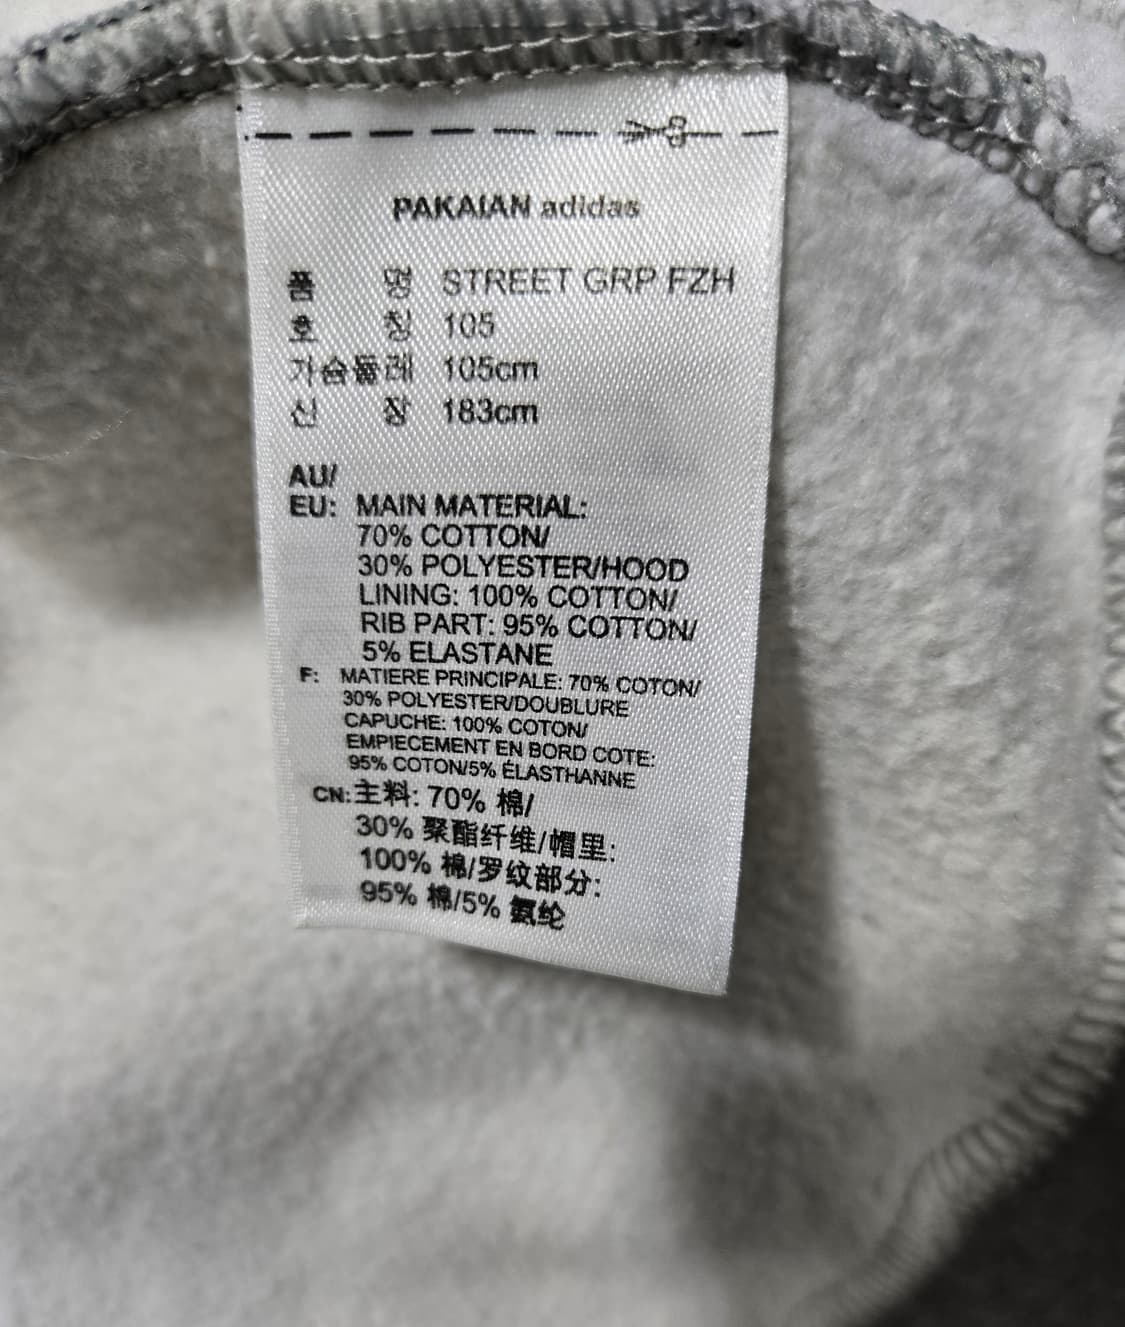 PAKAIAN adidas
품 명 STREET GRP FZH
호 칭 105
가슴둘레 105cm
신 장 183cm
AU/
EU: MAIN MATERIAL:
70% COTTON/
30% POLYESTER/HOOD
LINING: 100% COTTON/
RIB PART: 95% COTTON/
5% ELASTANE
F: MATIERE PRINCIPALE: 70% COTON/
30% POLYESTER/DOUBLURE
CAPUCHE: 100% COTON/
EMPIECEMENT EN BORD COTE:
95% COTON/5% ÉLASTHANNE
CN:主料: 70% 棉/
30% 聚酯纤维/帽里:
100% 棉/罗纹部分:
95% 棉/5% 氨纶